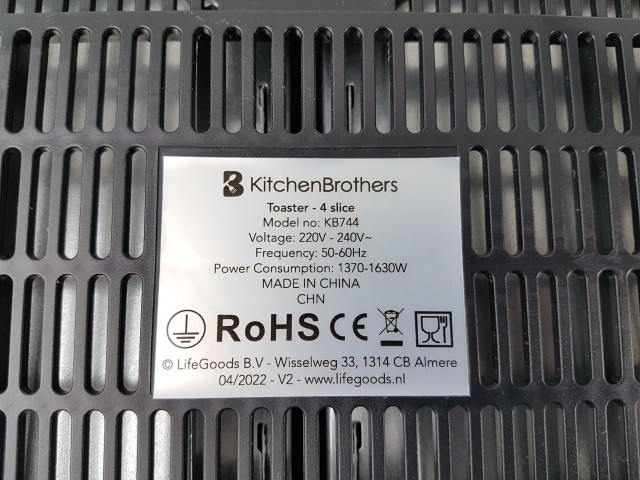 KitchenBrothers
Toaster - 4 slice
Model no: KB744
Voltage: 220V - 240V~
Frequency: 50-60Hz
Power Consumption: 1370-1630W
MADE IN CHINA
CHN
RoHS CE
© LifeGoods B.V - Wisselweg 33, 1314 CB Almere
04/2022 - V2 - www.lifegoods.nl